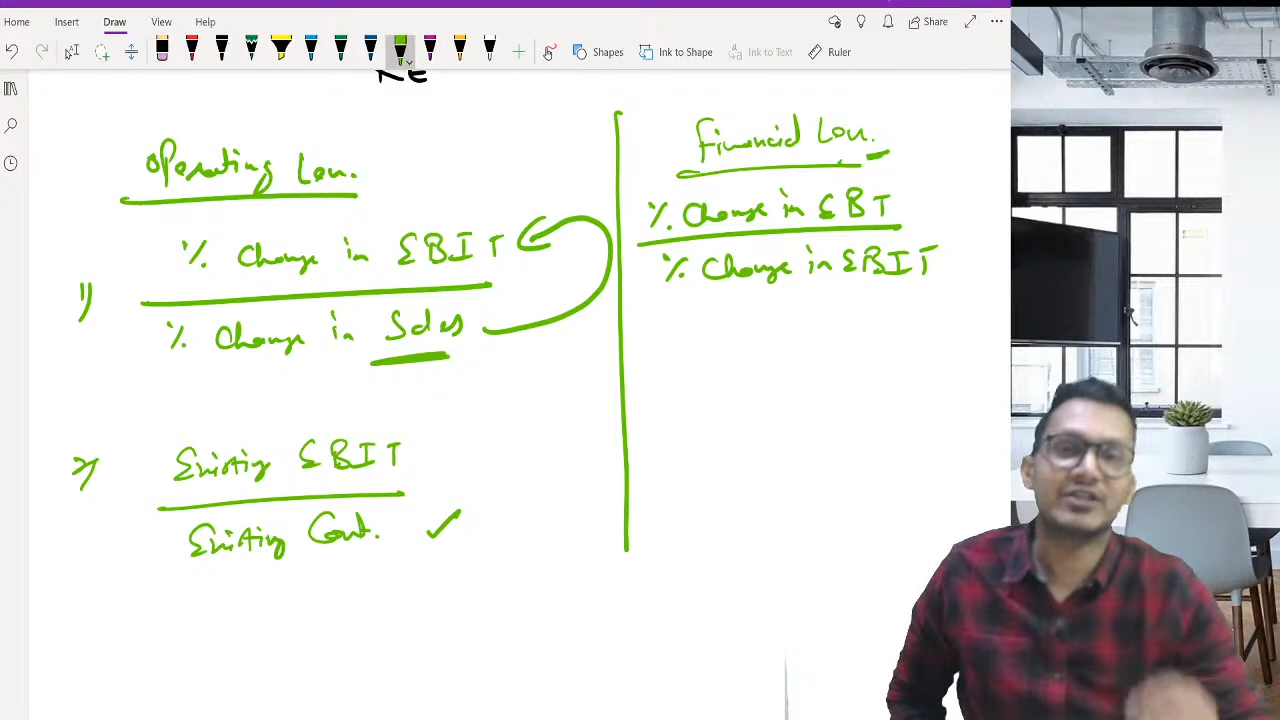 Home Insert Draw View Help Share
Shapes Ink to Shape Ink to Text Ruler
RE
Operating Lev.
1) % Change in EBIT
% Change in Sales
2) Existing EBIT
Existing Cont.
Financial Lev.
% Change in EBT
% Change in EBIT